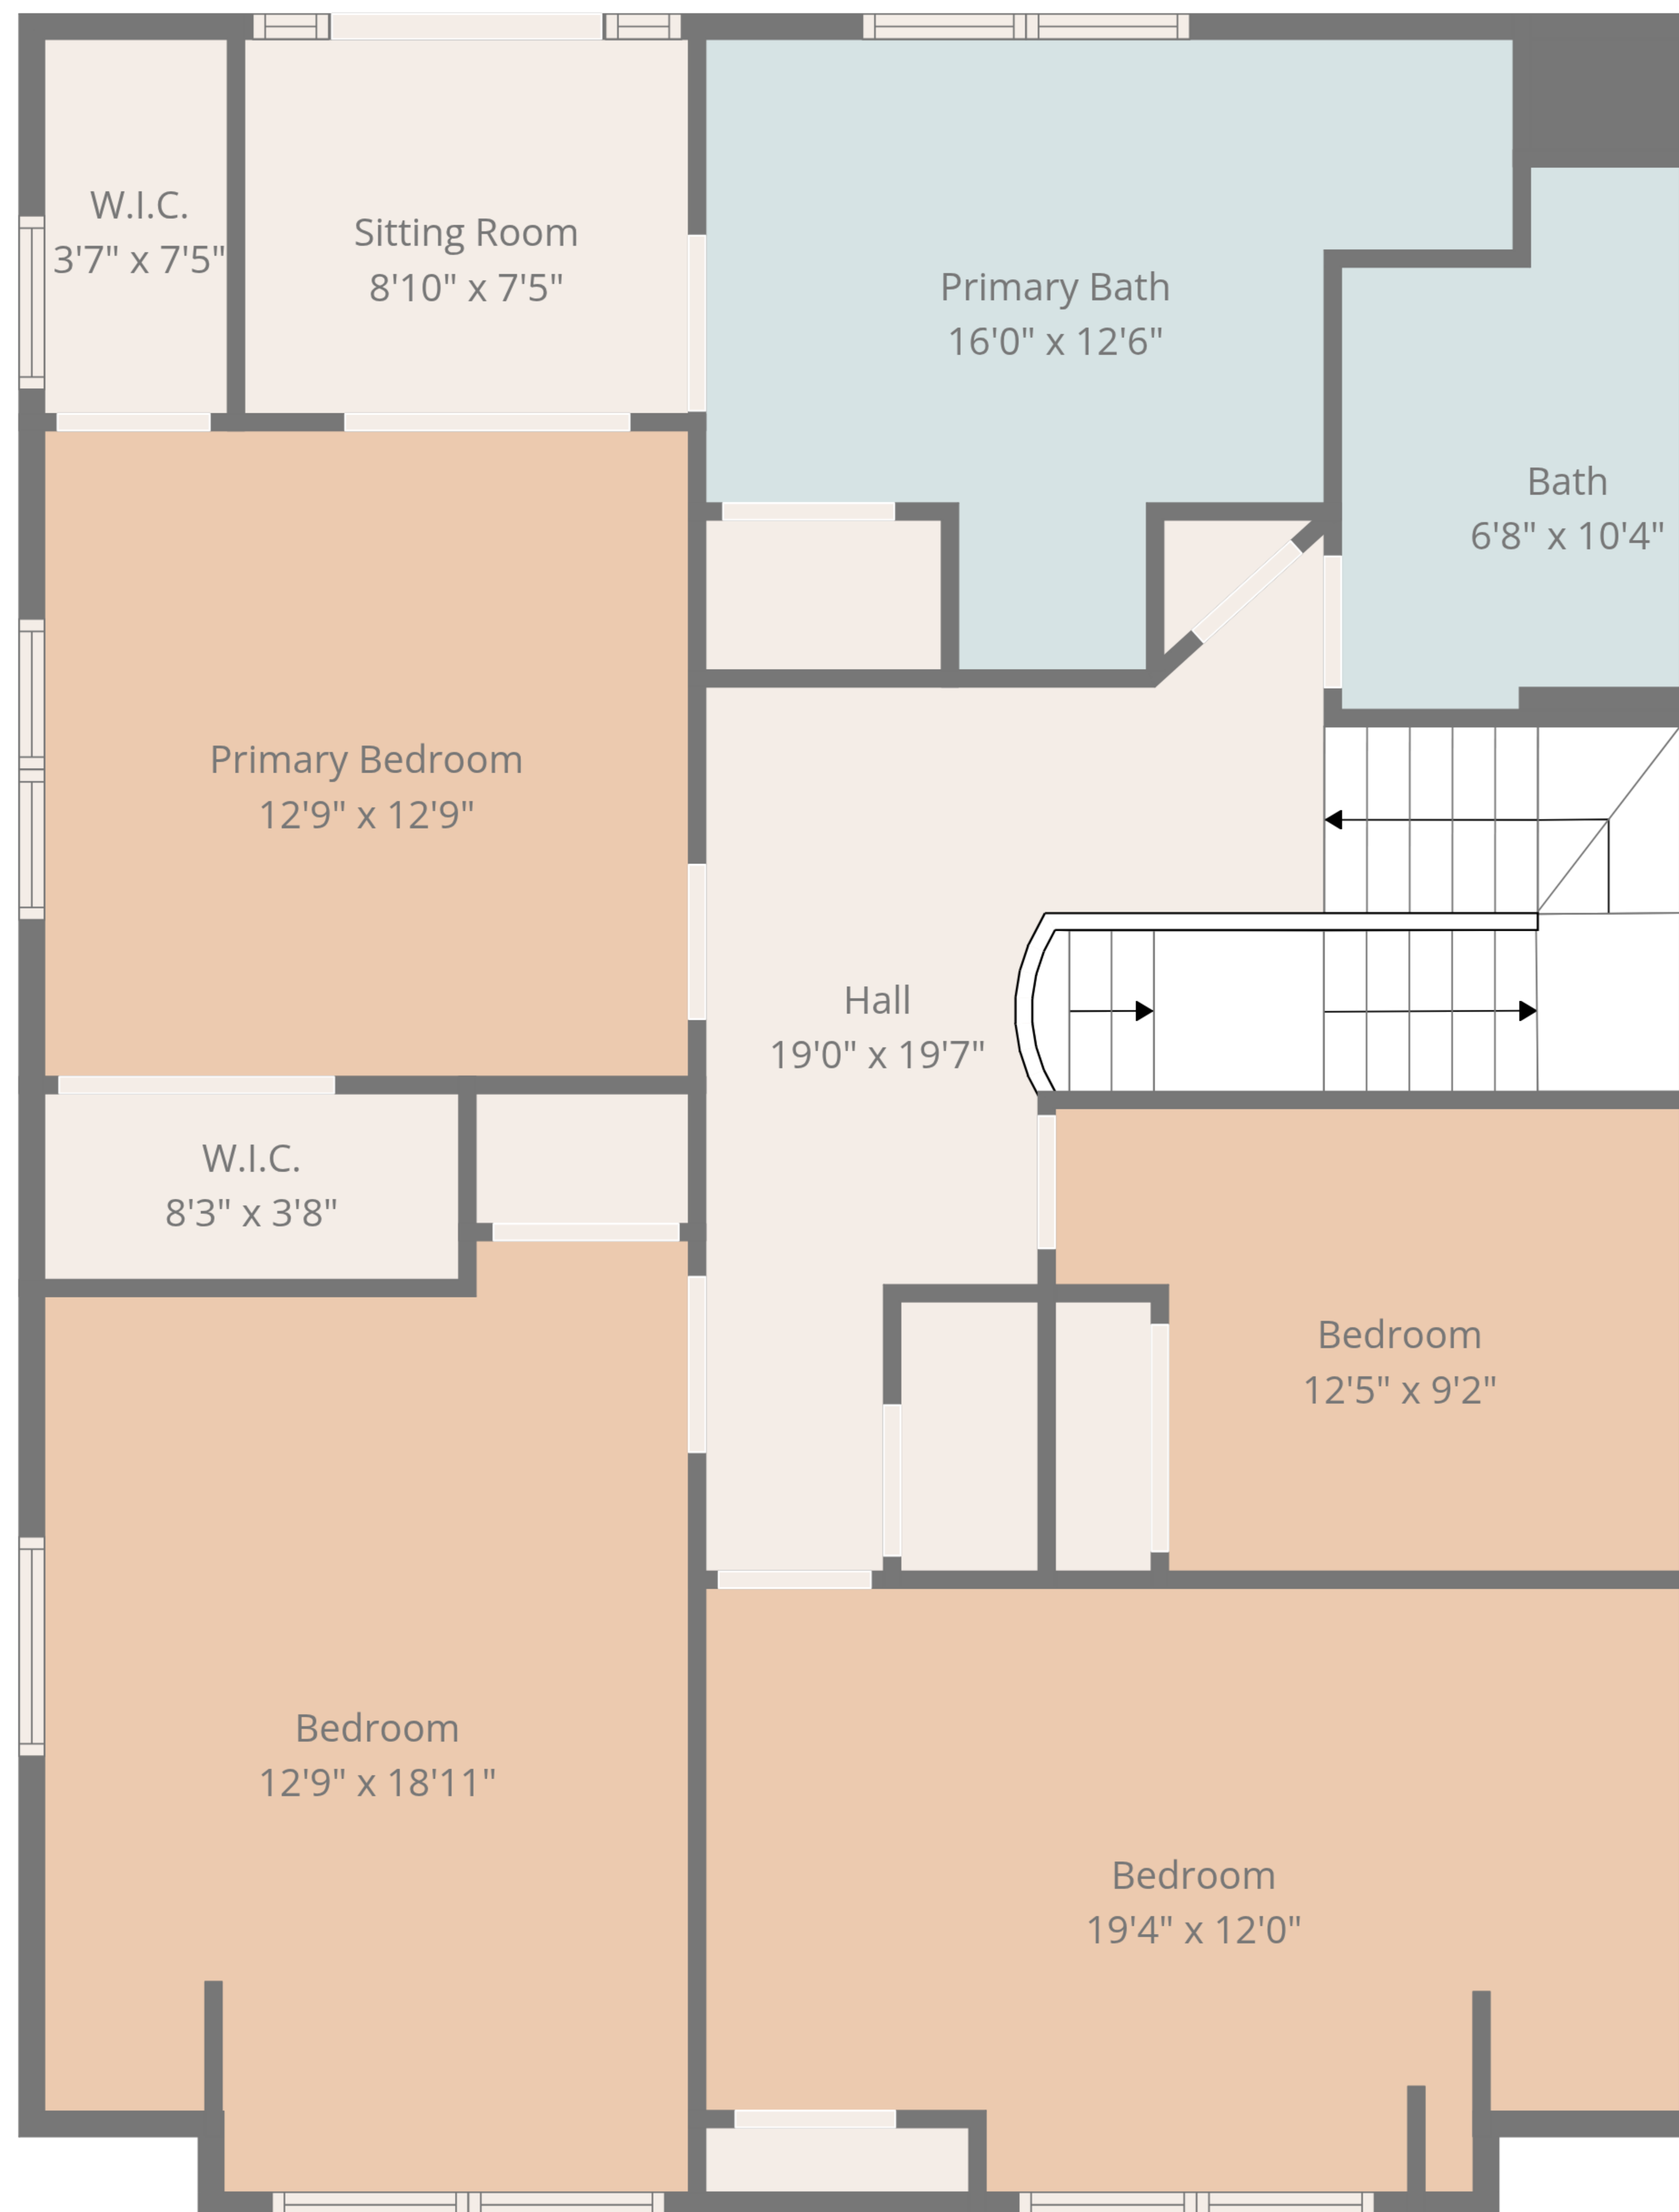 W.I.C.
3'7" x 7'5"
Sitting Room
8'10" x 7'5"
Primary Bath
16'0" x 12'6"
Bath
6'8" x 10'4"
Primary Bedroom
12'9" x 12'9"
Hall
19'0" x 19'7"
W.I.C.
8'3" x 3'8"
Bedroom
12'5" x 9'2"
Bedroom
12'9" x 18'11"
Bedroom
19'4" x 12'0"